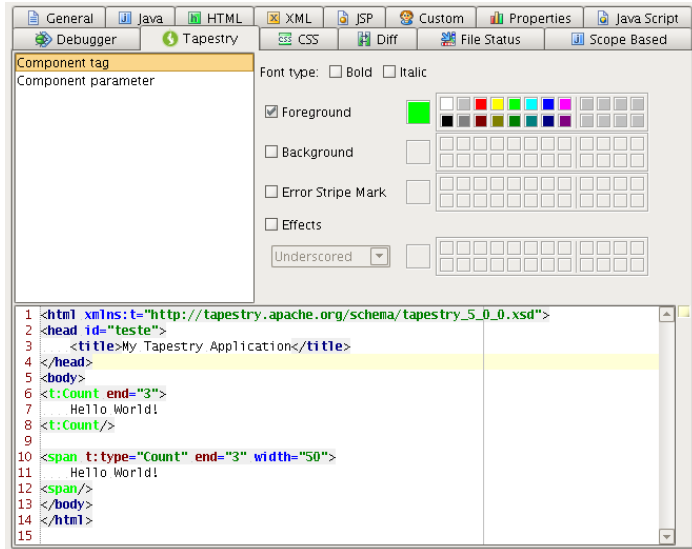 General Java HTML XML JSP Custom Properties Java Script
Debugger Tapestry CSS Diff File Status Scope Based
Component tag
Component parameter
Font type: Bold Italic
Foreground
Background
Error Stripe Mark
Effects
Underscored
1 <html xmlns:t="http://tapestry.apache.org/schema/tapestry_5_0_0.xsd">
2 <head id="teste">
3 <title>My Tapestry Application</title>
4 </head>
5 <body>
6 <t:Count end="3">
7 Hello World!
8 <t:Count/>
9
10 <span t:type="Count" end="3" width="50">
11 Hello World!
12 <span/>
13 </body>
14 </html>
15